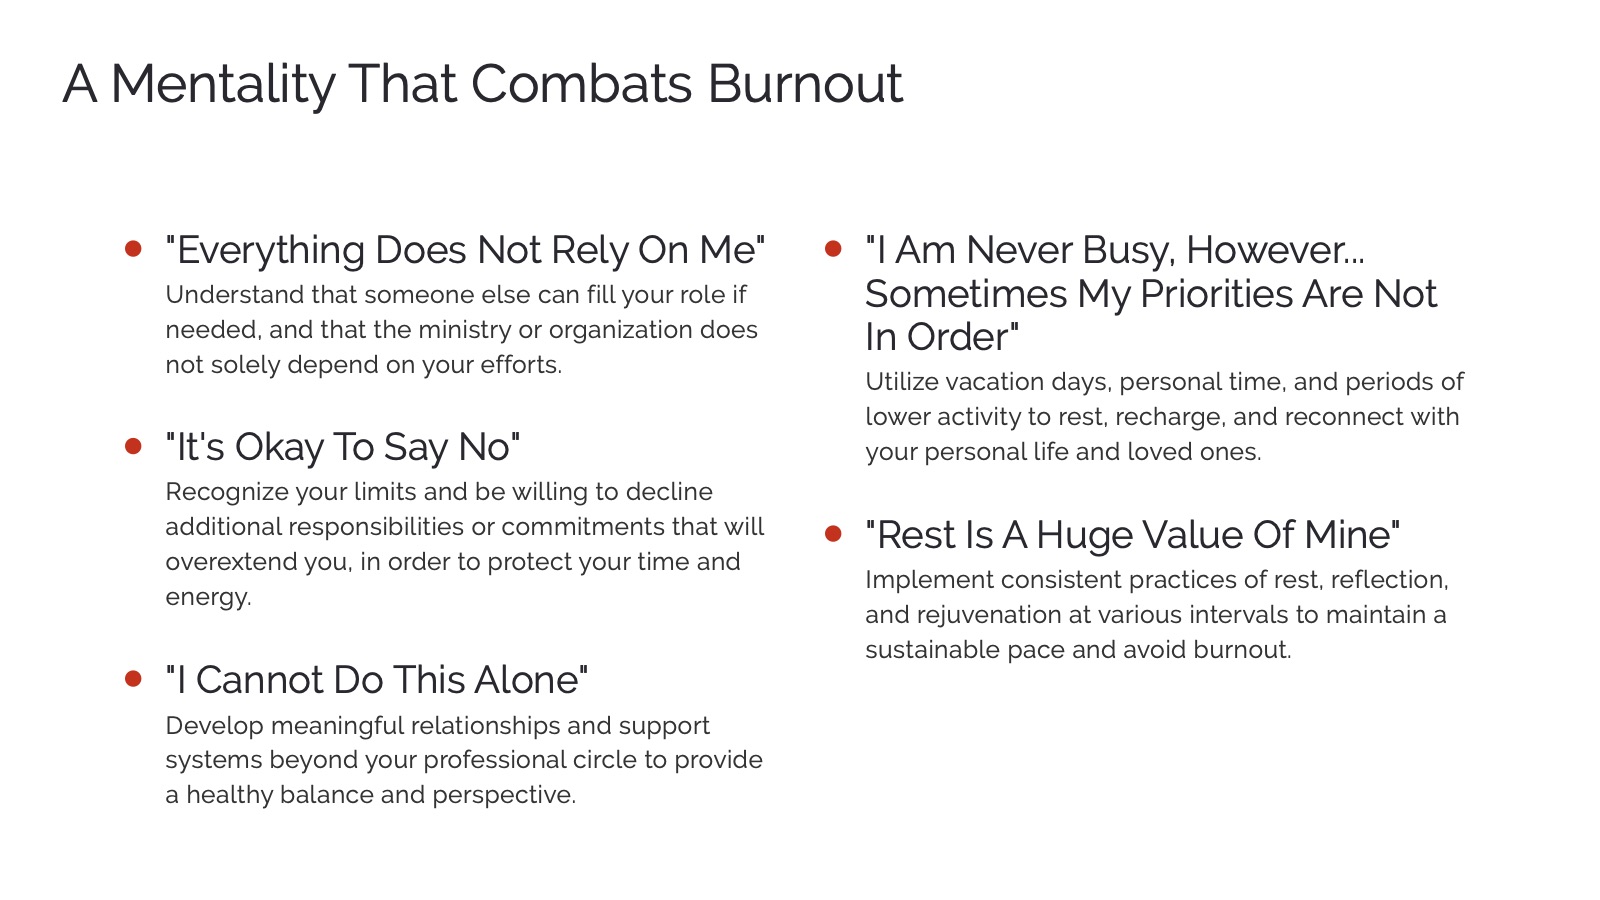 A Mentality That Combats Burnout
"Everything Does Not Rely On Me"
Understand that someone else can fill your role if
needed, and that the ministry or organization does
not solely depend on your efforts.
"It's Okay To Say No"
Recognize your limits and be willing to decline
additional responsibilities or commitments that will
overextend you, in order to protect your time and
energy.
"I Cannot Do This Alone"
Develop meaningful relationships and support
systems beyond your professional circle to provide
a healthy balance and perspective.
"I Am Never Busy, However...
Sometimes My Priorities Are Not
In Order"
Utilize vacation days, personal time, and periods of
lower activity to rest, recharge, and reconnect with
your personal life and loved ones.
"Rest Is A Huge Value Of Mine"
Implement consistent practices of rest, reflection,
and rejuvenation at various intervals to maintain a
sustainable pace and avoid burnout.